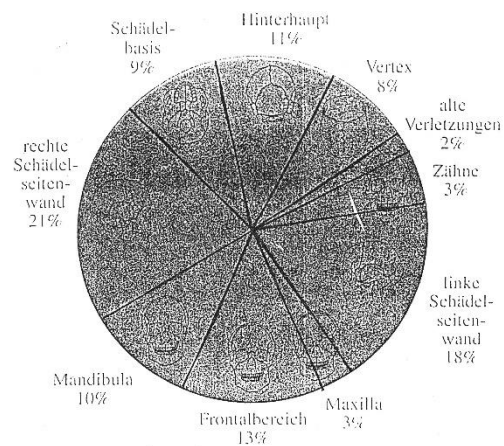 Hinterhaupt
11%
Vertex
8%
alte
Verletzungen
2%
Zähne
3%
linke
Schädel-
seiten-
wand
18%
Maxilla
3%
Frontalbereich
13%
Mandibula
10%
rechte
Schädel-
seiten-
wand
21%
Schädel-
basis
9%